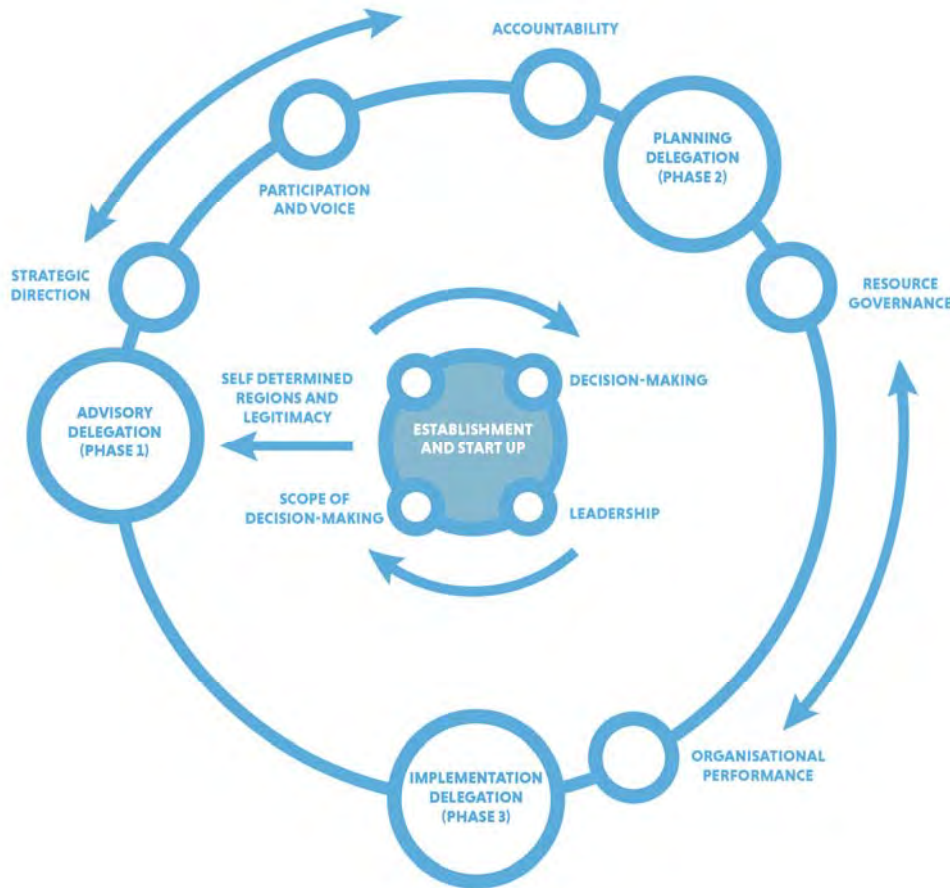 ACCOUNTABILITY
PLANNING
DELEGATION
(PHASE 2)
PARTICIPATION
AND VOICE
STRATEGIC
DIRECTION
RESOURCE
GOVERNANCE
SELF DETERMINED
REGIONS AND
LEGITIMACY
DECISION-MAKING
ADVISORY
DELEGATION
(PHASE 1)
ESTABLISHMENT
AND START UP
SCOPE OF
DECISION-MAKING
LEADERSHIP
ORGANISATIONAL
PERFORMANCE
IMPLEMENTATION
DELEGATION
(PHASE 3)